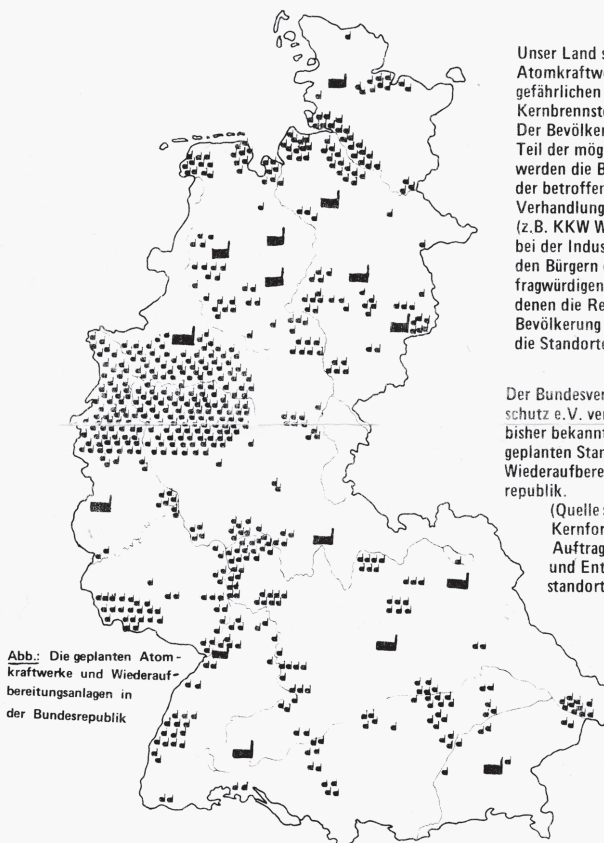 Unser Land s
Atomkraftwe
gefährlichen
Kernbrennst
Der Bevölker
Teil der mög
werden die B
der betroffen
Verhandlung
(z.B. KKW W
bei der Indus
den Bürgern
fragwürdigen
denen die Re
Bevölkerung
die Standorte
Der Bundesver
schutz e.V. ver
bisher bekannt
geplanten Stan
Wiederaufbere
republik.
(Quelle
Kernfor
Auftrag
und Ent
standort
Abb.: Die geplanten Atom-
kraftwerke und Wiederauf-
bereitungsanlagen in
der Bundesrepublik